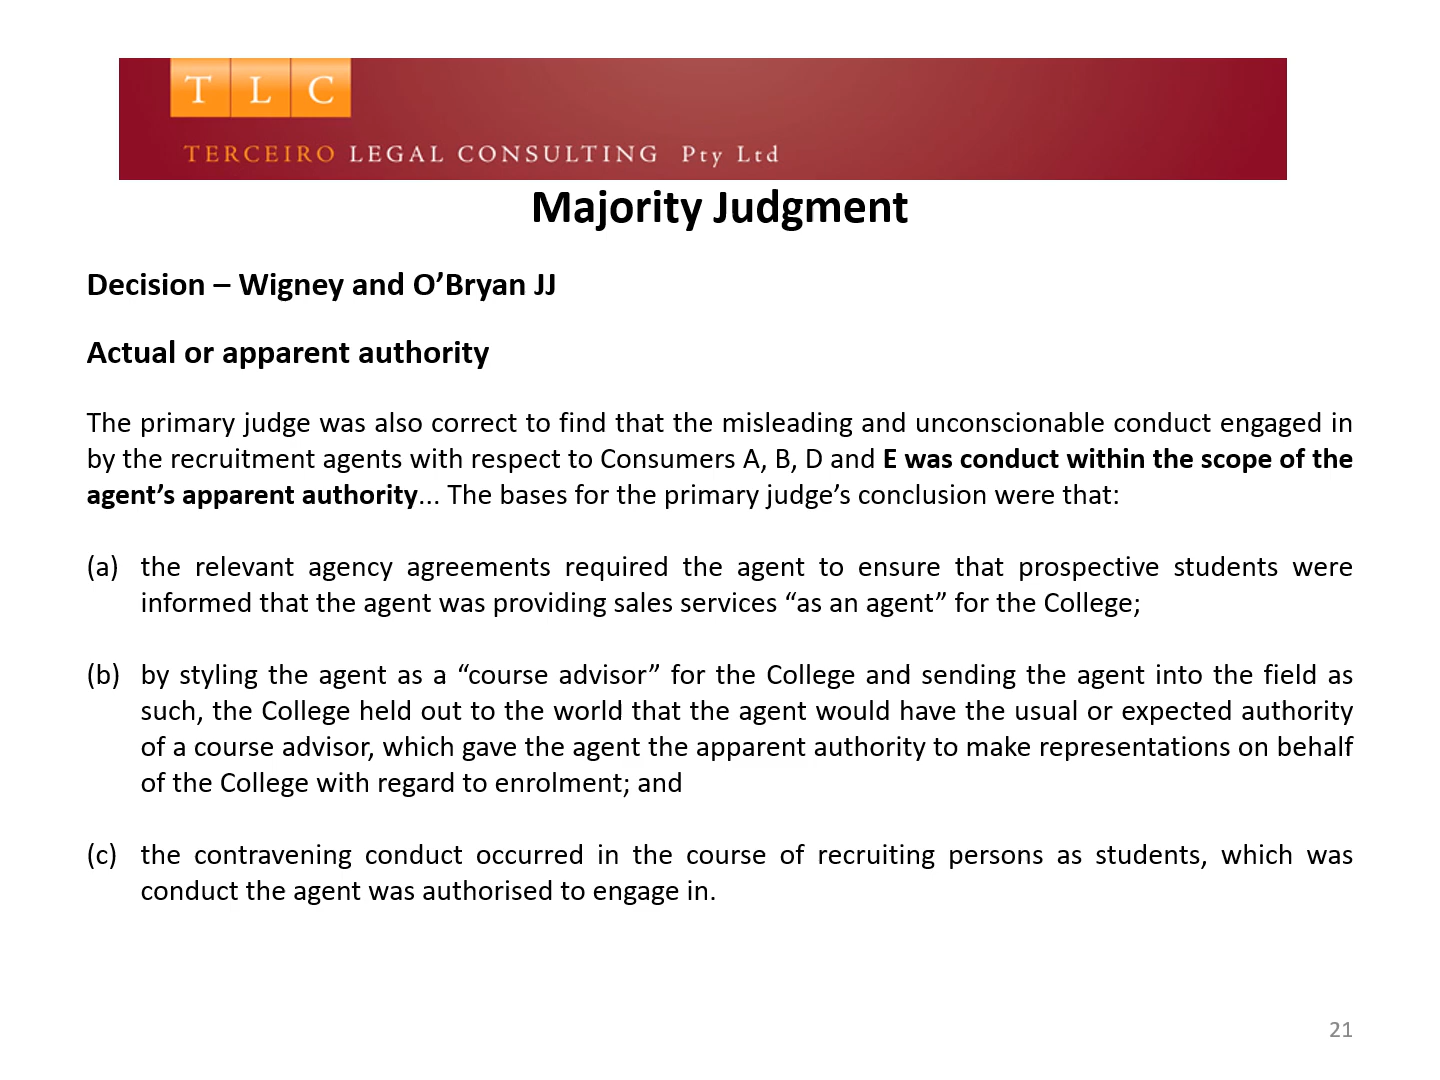 T L C
TERCEIRO LEGAL CONSULTING Pty Ltd
Majority Judgment
Decision – Wigney and O’Bryan JJ
Actual or apparent authority
The primary judge was also correct to find that the misleading and unconscionable conduct engaged in
by the recruitment agents with respect to Consumers A, B, D and E was conduct within the scope of the
agent’s apparent authority... The bases for the primary judge’s conclusion were that:
(a) the relevant agency agreements required the agent to ensure that prospective students were
informed that the agent was providing sales services “as an agent” for the College;
(b) by styling the agent as a “course advisor” for the College and sending the agent into the field as
such, the College held out to the world that the agent would have the usual or expected authority
of a course advisor, which gave the agent the apparent authority to make representations on behalf
of the College with regard to enrolment; and
(c) the contravening conduct occurred in the course of recruiting persons as students, which was
conduct the agent was authorised to engage in.
21